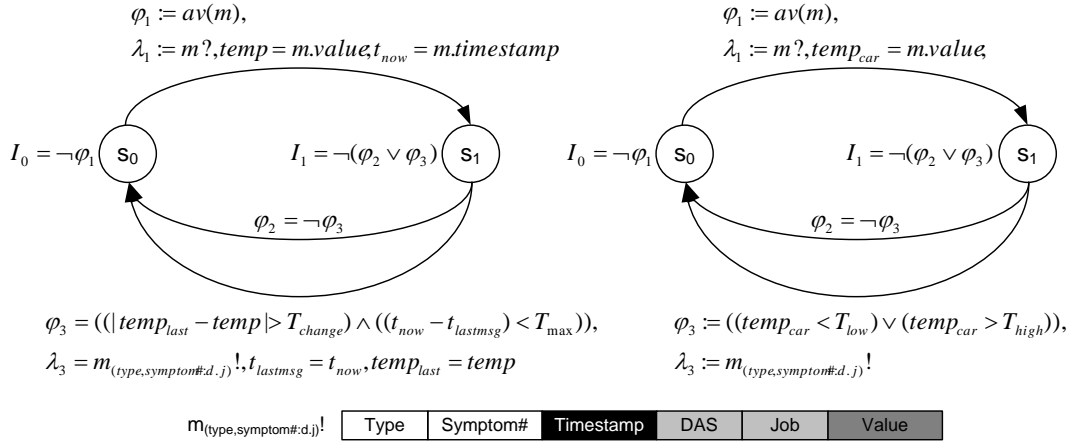 φ₁ := av(m),
λ₁ := m?, temp = m.value, t_now = m.timestamp
I₀ = ¬φ₁
s₀
I₁ = ¬(φ₂ ∨ φ₃)
s₁
φ₂ = ¬φ₃
φ₃ = ((| temp_last − temp |> T_change) ∧ ((t_now − t_lastmsg) < T_max)),
λ₃ = m_(type,symptom#:d.j)!, t_lastmsg = t_now, temp_last = temp
φ₁ := av(m),
λ₁ := m?, temp_car = m.value,
I₀ = ¬φ₁
s₀
I₁ = ¬(φ₂ ∨ φ₃)
s₁
φ₂ = ¬φ₃
φ₃ := ((temp_car < T_low) ∨ (temp_car > T_high)),
λ₃ := m_(type,symptom#:d.j)!
m_(type,symptom#:d.j)! Type Symptom# Timestamp DAS Job Value